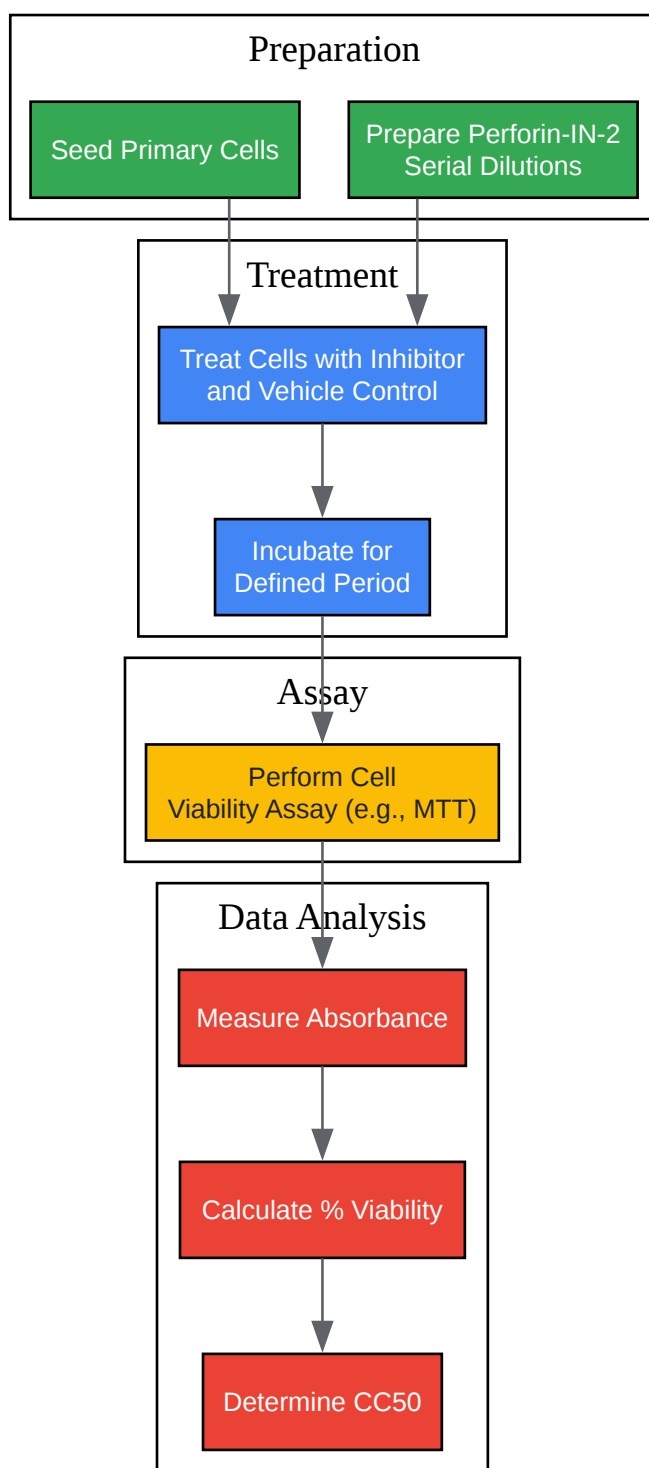 Preparation
Seed Primary Cells
Prepare Perforin-IN-2
Serial Dilutions
Treatment
Treat Cells with Inhibitor
and Vehicle Control
Incubate for
Defined Period
Assay
Perform Cell
Viability Assay (e.g., MTT)
Data Analysis
Measure Absorbance
Calculate % Viability
Determine CC50